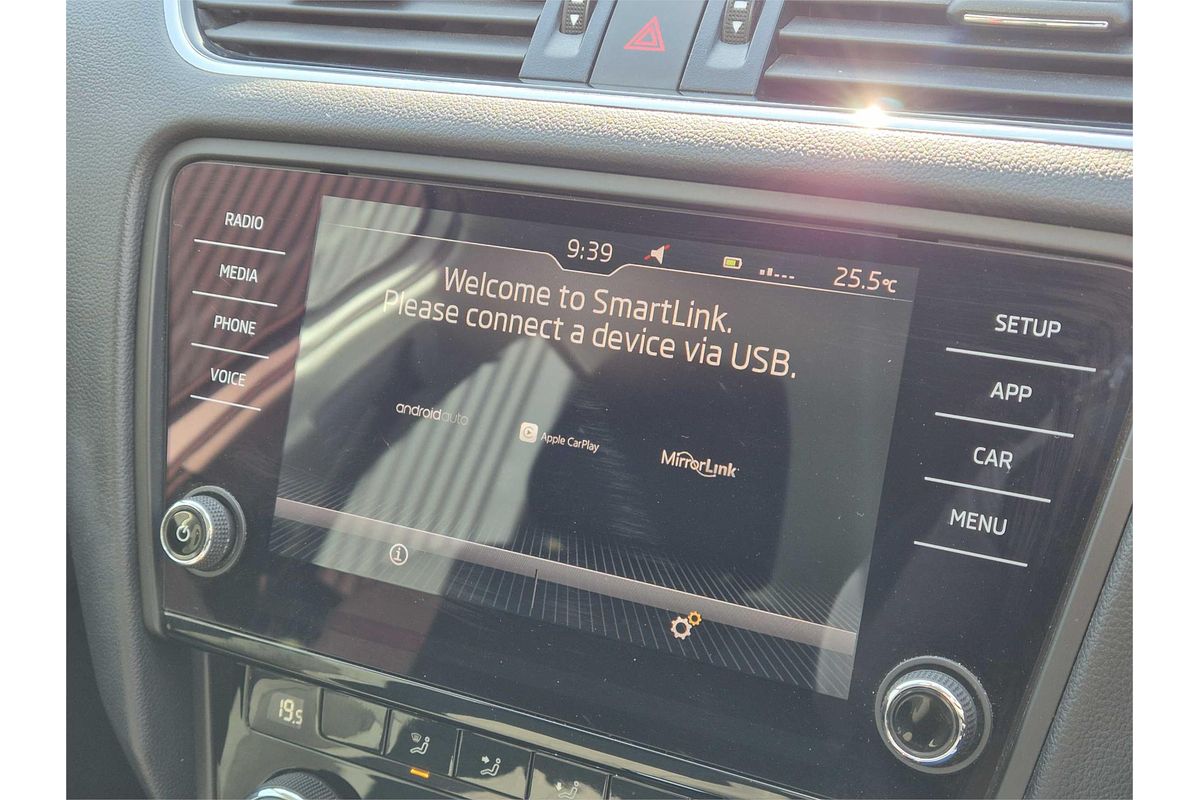 RADIO
MEDIA
PHONE
VOICE
9:39
25.5°C
Welcome to SmartLink.
Please connect a device via USB.
androidauto
Apple CarPlay
MirrorLink
i
SETUP
APP
CAR
MENU
19.5